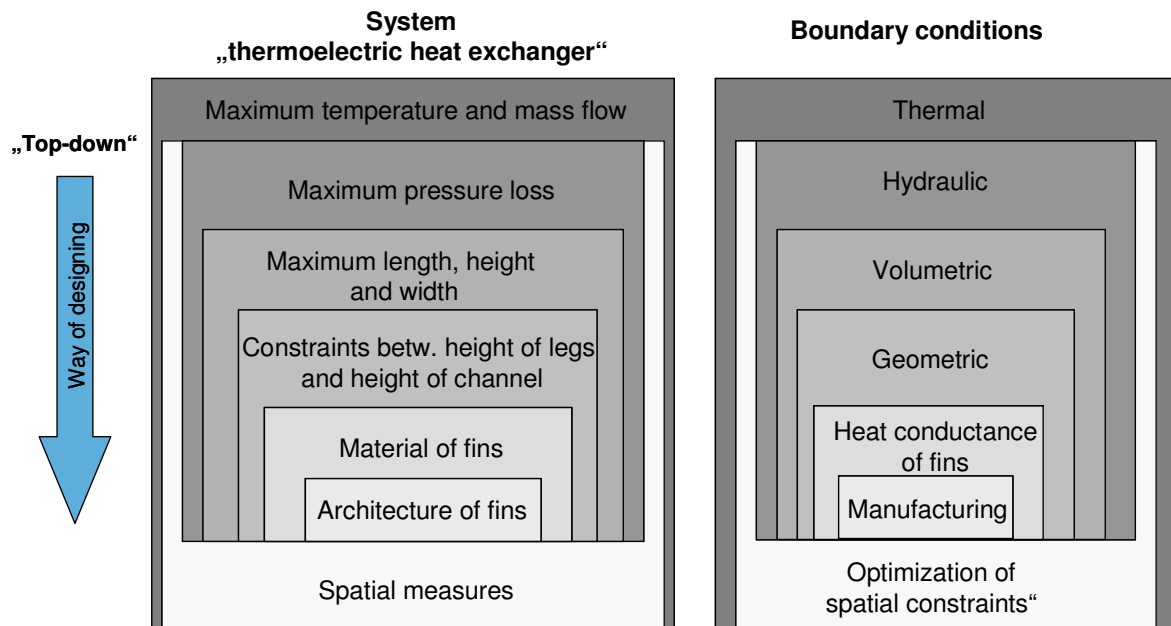 System
„thermoelectric heat exchanger“
Boundary conditions
„Top-down“
Way of designing
Maximum temperature and mass flow
Maximum pressure loss
Maximum length, height
and width
Constraints betw. height of legs
and height of channel
Material of fins
Architecture of fins
Spatial measures
Thermal
Hydraulic
Volumetric
Geometric
Heat conductance
of fins
Manufacturing
Optimization of
spatial constraints“